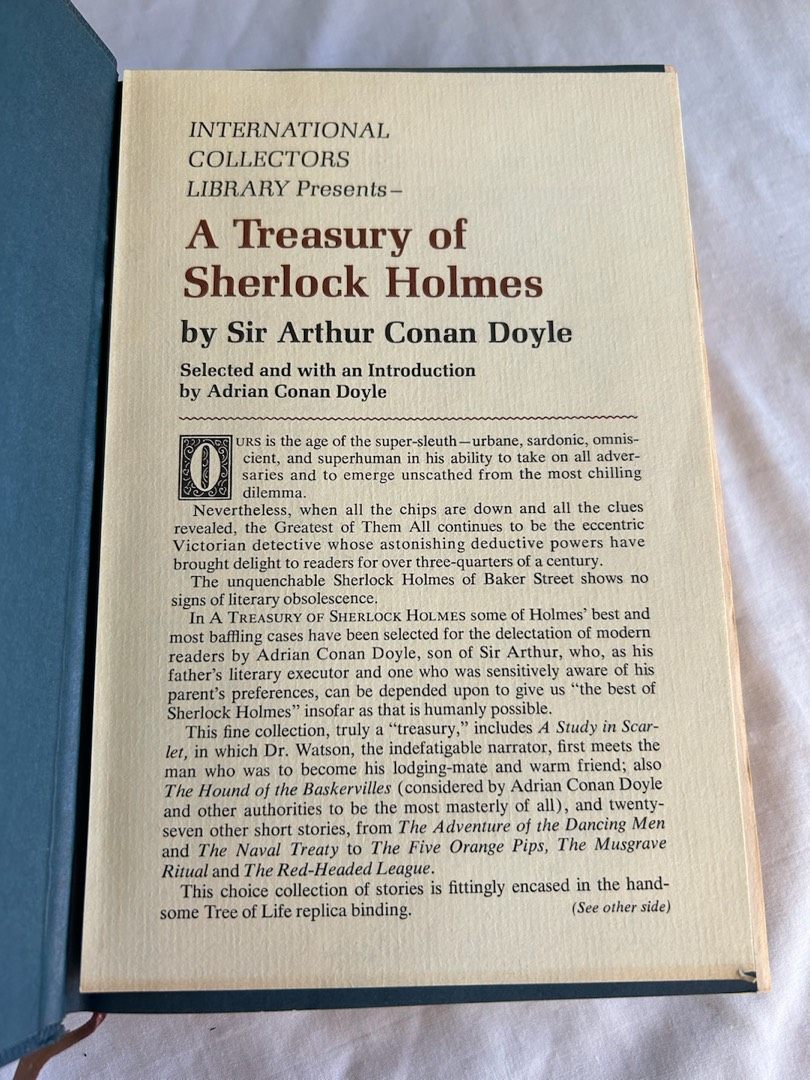 INTERNATIONAL
COLLECTORS
LIBRARY Presents–
A Treasury of
Sherlock Holmes
by Sir Arthur Conan Doyle
Selected and with an Introduction
by Adrian Conan Doyle
OURS is the age of the super-sleuth—urbane, sardonic, omnis-
cient, and superhuman in his ability to take on all adver-
saries and to emerge unscathed from the most chilling
dilemma.
Nevertheless, when all the chips are down and all the clues
revealed, the Greatest of Them All continues to be the eccentric
Victorian detective whose astonishing deductive powers have
brought delight to readers for over three-quarters of a century.
The unquenchable Sherlock Holmes of Baker Street shows no
signs of literary obsolescence.
In A TREASURY OF SHERLOCK HOLMES some of Holmes' best and
most baffling cases have been selected for the delectation of modern
readers by Adrian Conan Doyle, son of Sir Arthur, who, as his
father's literary executor and one who was sensitively aware of his
parent's preferences, can be depended upon to give us "the best of
Sherlock Holmes" insofar as that is humanly possible.
This fine collection, truly a "treasury," includes A Study in Scar-
let, in which Dr. Watson, the indefatigable narrator, first meets the
man who was to become his lodging-mate and warm friend; also
The Hound of the Baskervilles (considered by Adrian Conan Doyle
and other authorities to be the most masterly of all), and twenty-
seven other short stories, from The Adventure of the Dancing Men
and The Naval Treaty to The Five Orange Pips, The Musgrave
Ritual and The Red-Headed League.
This choice collection of stories is fittingly encased in the hand-
some Tree of Life replica binding. (See other side)